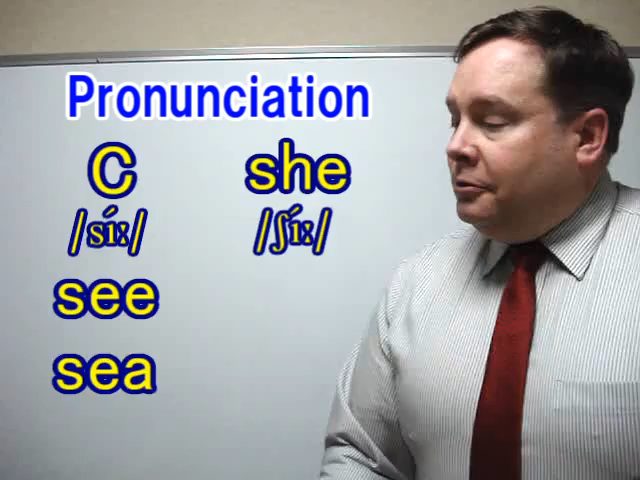 Pronunciation
C she
/síː/ /ʃíː/
see
sea